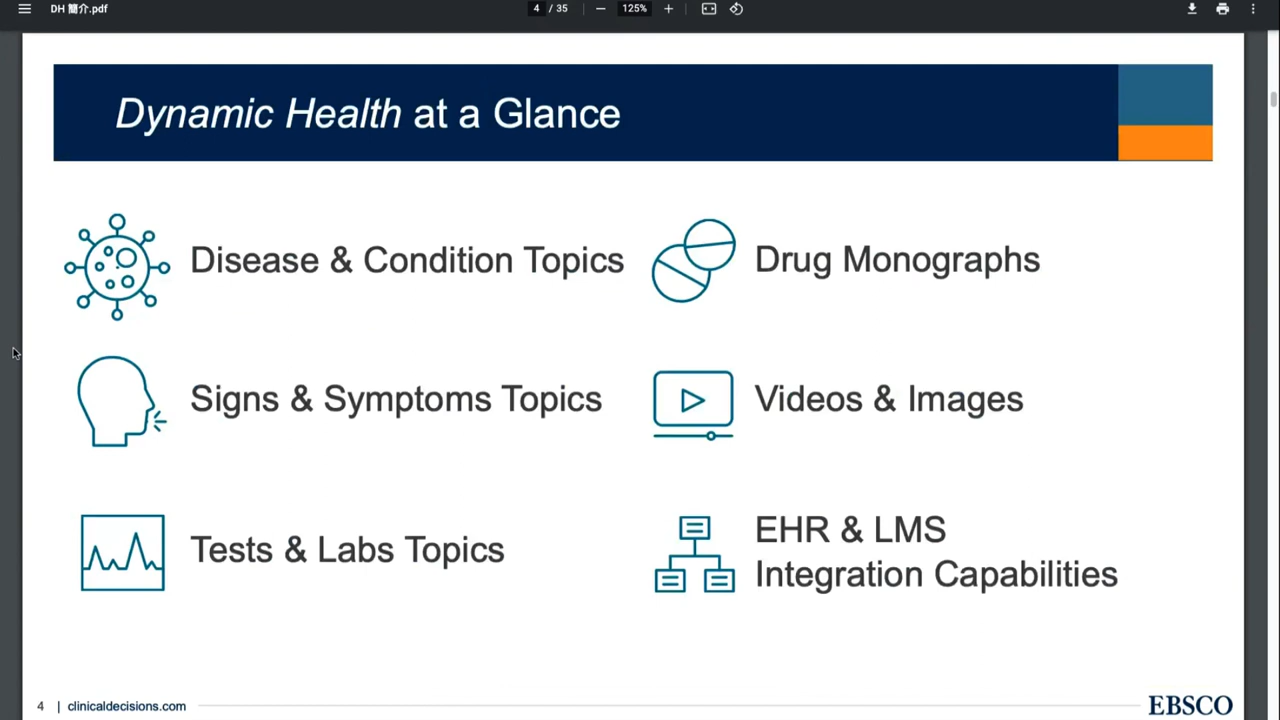 DH 簡介.pdf
4 / 35
125%
Dynamic Health at a Glance
Disease & Condition Topics
Drug Monographs
Signs & Symptoms Topics
Videos & Images
Tests & Labs Topics
EHR & LMS
Integration Capabilities
4 | clinicaldecisions.com
EBSCO